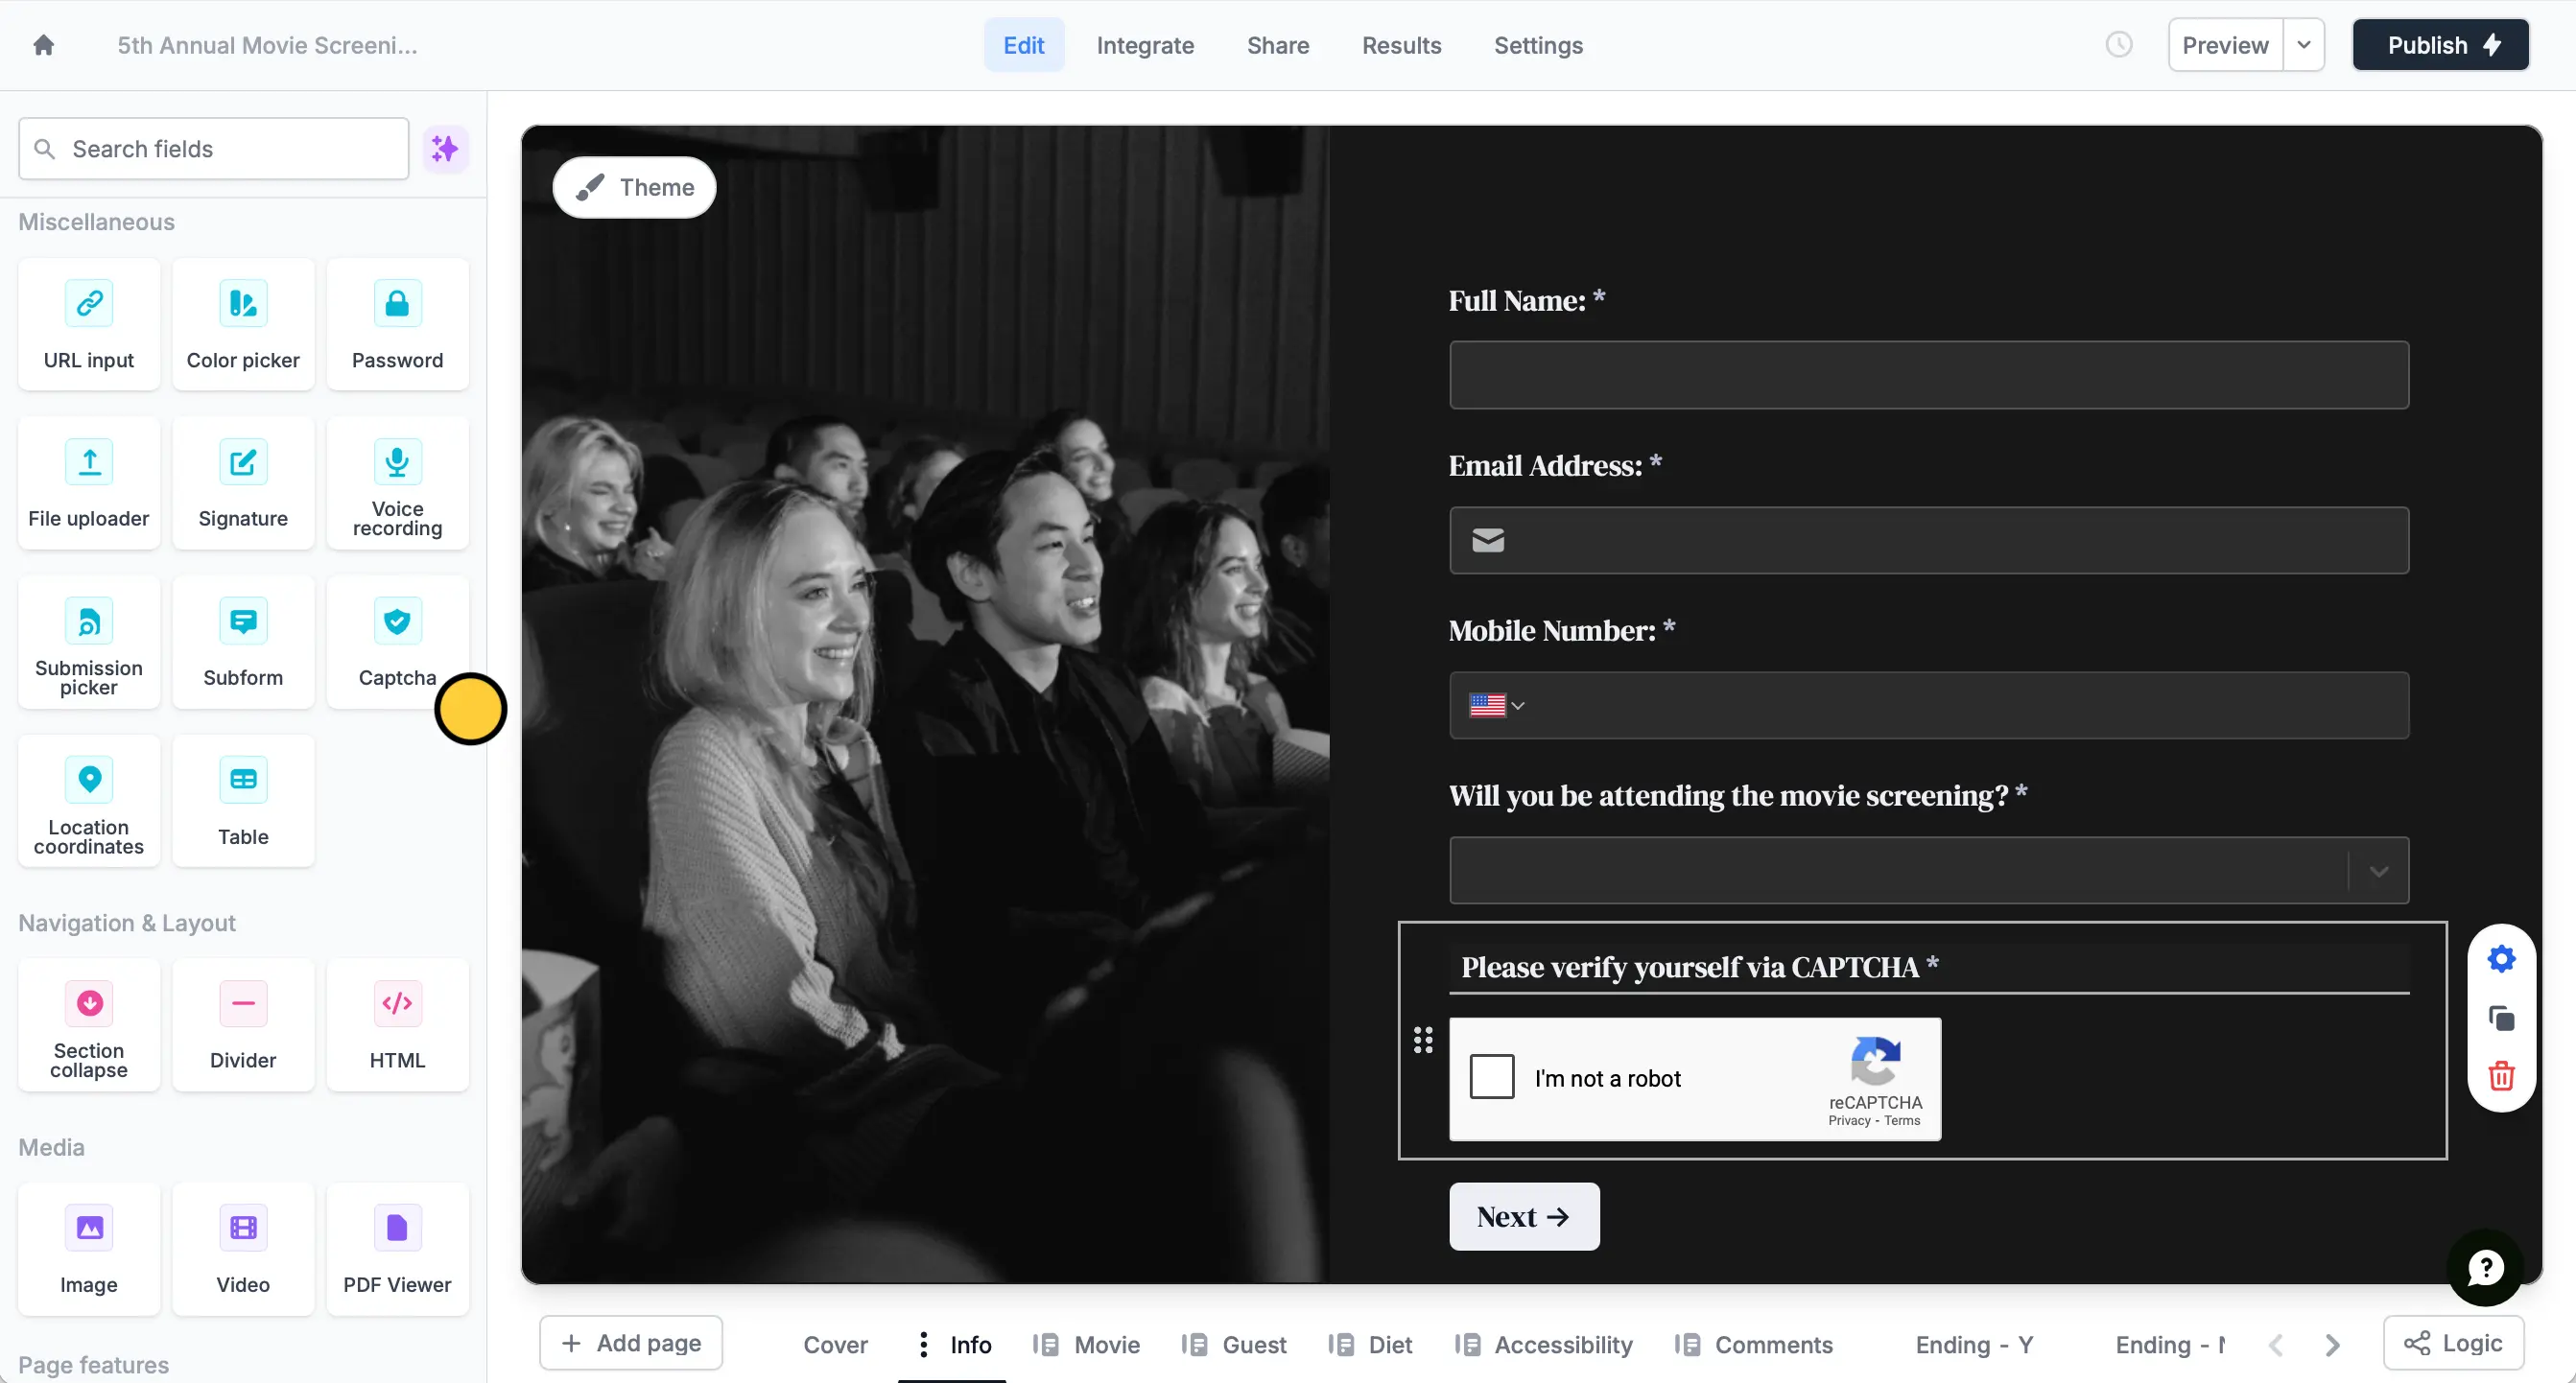 5th Annual Movie Screeni...
Edit
Integrate
Share
Results
Settings
Preview
Publish
Search fields
Miscellaneous
URL input
Color picker
Password
File uploader
Signature
Voice
recording
Submission
picker
Subform
Captcha
Location
coordinates
Table
Navigation & Layout
Section
collapse
Divider
HTML
Media
Image
Video
PDF Viewer
Page features
Theme
Full Name: *
Email Address: *
Mobile Number: *
Will you be attending the movie screening? *
Please verify yourself via CAPTCHA *
I'm not a robot
reCAPTCHA
Privacy - Terms
Next →
+ Add page
Cover
Info
Movie
Guest
Diet
Accessibility
Comments
Ending - Y
Ending - N
Logic